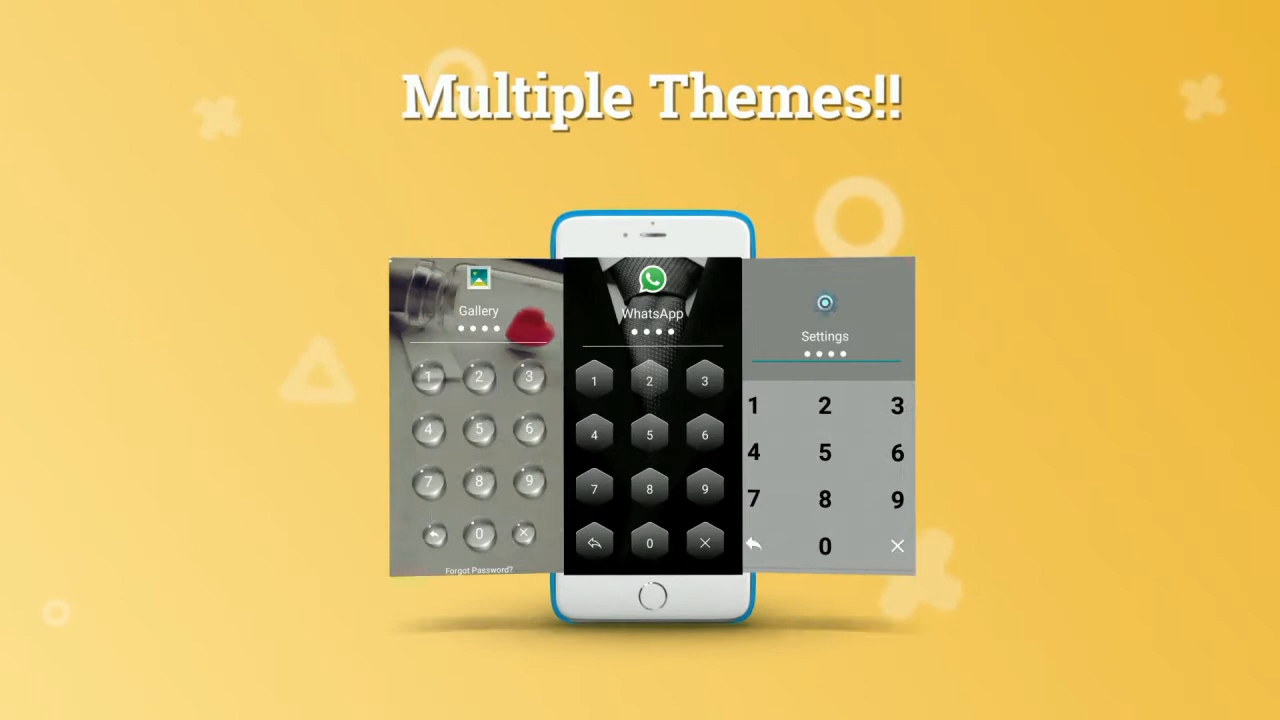 Multiple Themes!!
Gallery
1 2 3
4 5 6
7 8 9
0
Forgot Password?
WhatsApp
1 2 3
4 5 6
7 8 9
0
Settings
1 2 3
4 5 6
7 8 9
0